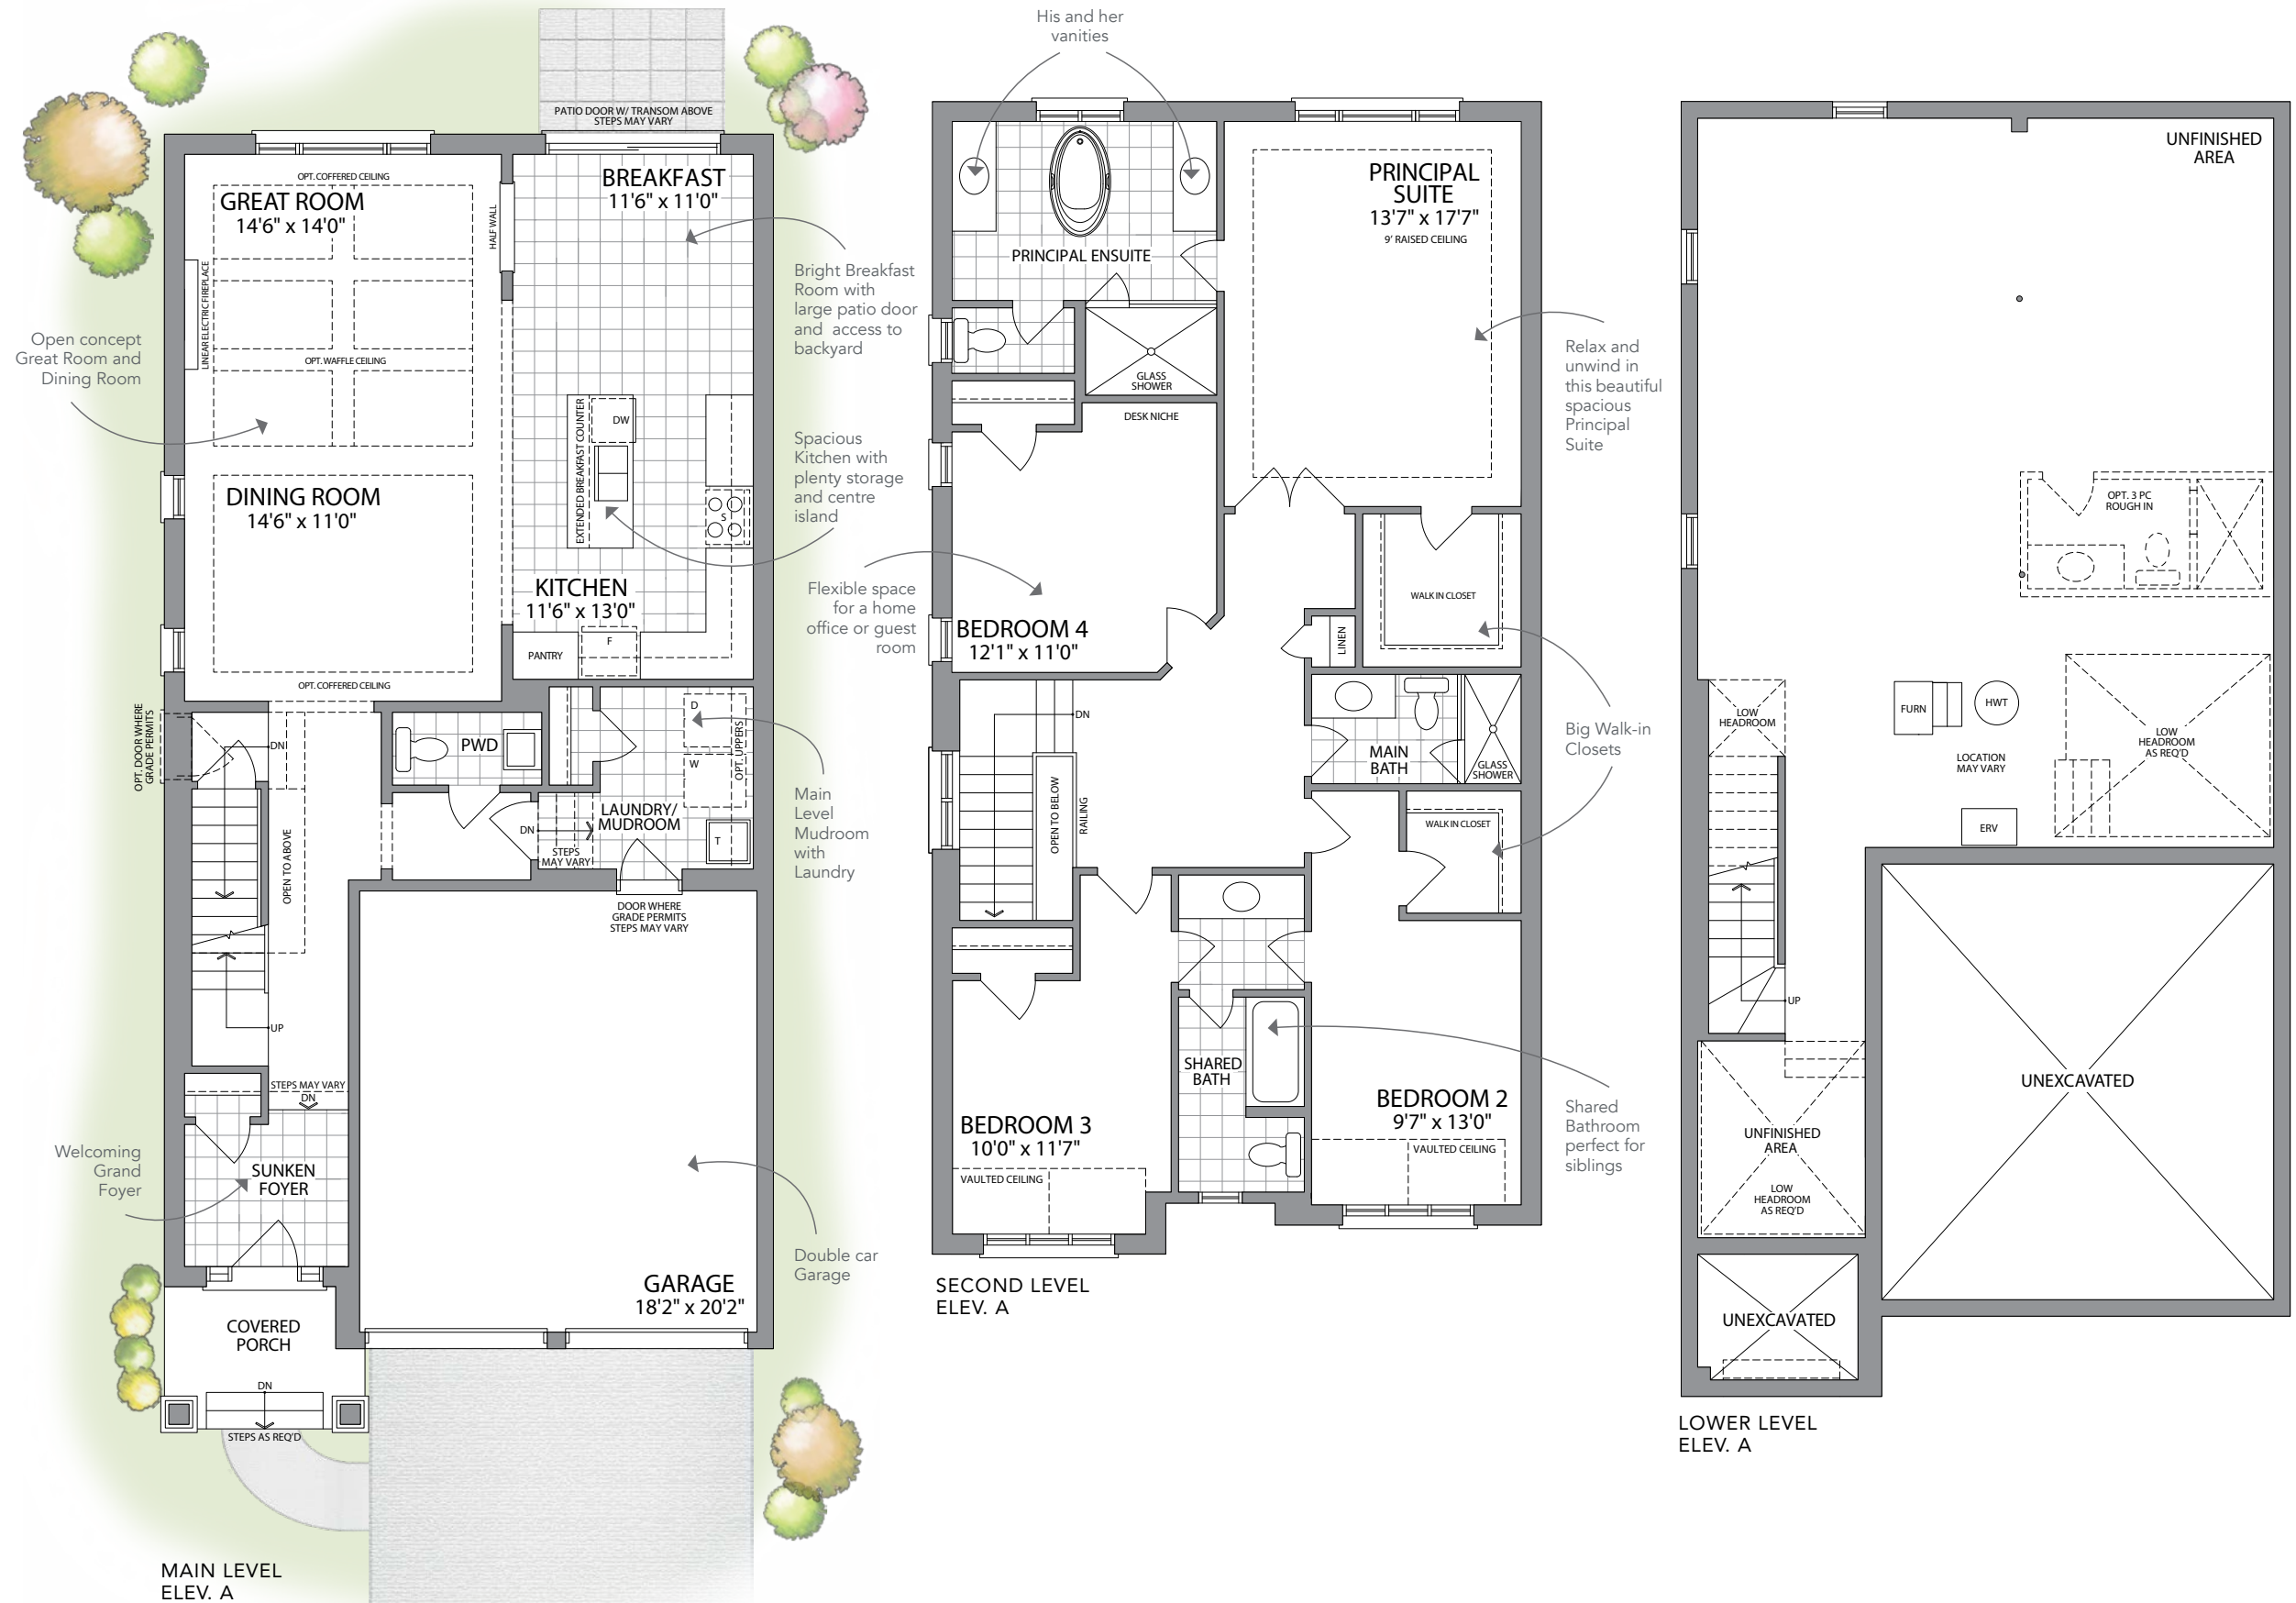 PATIO DOOR W/ TRANSOM ABOVE
STEPS MAY VARY
OPT. COFFERED CEILING
GREAT ROOM
14'6" x 14'0"
HALF WALL
BREAKFAST
11'6" x 11'0"
LINEAR ELECTRIC FIREPLACE
OPT. WAFFLE CEILING
Open concept
Great Room and
Dining Room
Bright Breakfast
Room with
large patio door
and access to
backyard
EXTENDED BREAKFAST COUNTER
DW
S
Spacious
Kitchen with
plenty storage
and centre
island
DINING ROOM
14'6" x 11'0"
KITCHEN
11'6" x 13'0"
PANTRY
F
OPT. COFFERED CEILING
OPT. DOOR WHERE
GRADE PERMITS
DN
PWD
D
W
OPT. UPPERS
LAUNDRY/
MUDROOM
DN
STEPS
MAY VARY
T
Main
Level
Mudroom
with
Laundry
OPEN TO ABOVE
DOOR WHERE
GRADE PERMITS
STEPS MAY VARY
UP
STEPS MAY VARY
DN
Welcoming
Grand
Foyer
SUNKEN
FOYER
Double car
Garage
GARAGE
18'2" x 20'2"
COVERED
PORCH
DN
STEPS AS REQ'D
MAIN LEVEL
ELEV. A
His and her
vanities
PRINCIPAL ENSUITE
PRINCIPAL
SUITE
13'7" x 17'7"
9' RAISED CEILING
GLASS
SHOWER
DESK NICHE
Relax and
unwind in
this beautiful
spacious
Principal
Suite
Flexible space
for a home
office or guest
room
BEDROOM 4
12'1" x 11'0"
WALK IN CLOSET
LINEN
DN
OPEN TO BELOW
RAILING
MAIN
BATH
GLASS
SHOWER
Big Walk-in
Closets
WALK IN CLOSET
SHARED
BATH
BEDROOM 3
10'0" x 11'7"
VAULTED CEILING
BEDROOM 2
9'7" x 13'0"
VAULTED CEILING
Shared
Bathroom
perfect for
siblings
SECOND LEVEL
ELEV. A
UNFINISHED
AREA
OPT. 3 PC
ROUGH IN
LOW
HEADROOM
FURN
HWT
LOCATION
MAY VARY
LOW
HEADROOM
AS REQ'D
ERV
UP
UNEXCAVATED
UNFINISHED
AREA
LOW
HEADROOM
AS REQ'D
UNEXCAVATED
LOWER LEVEL
ELEV. A